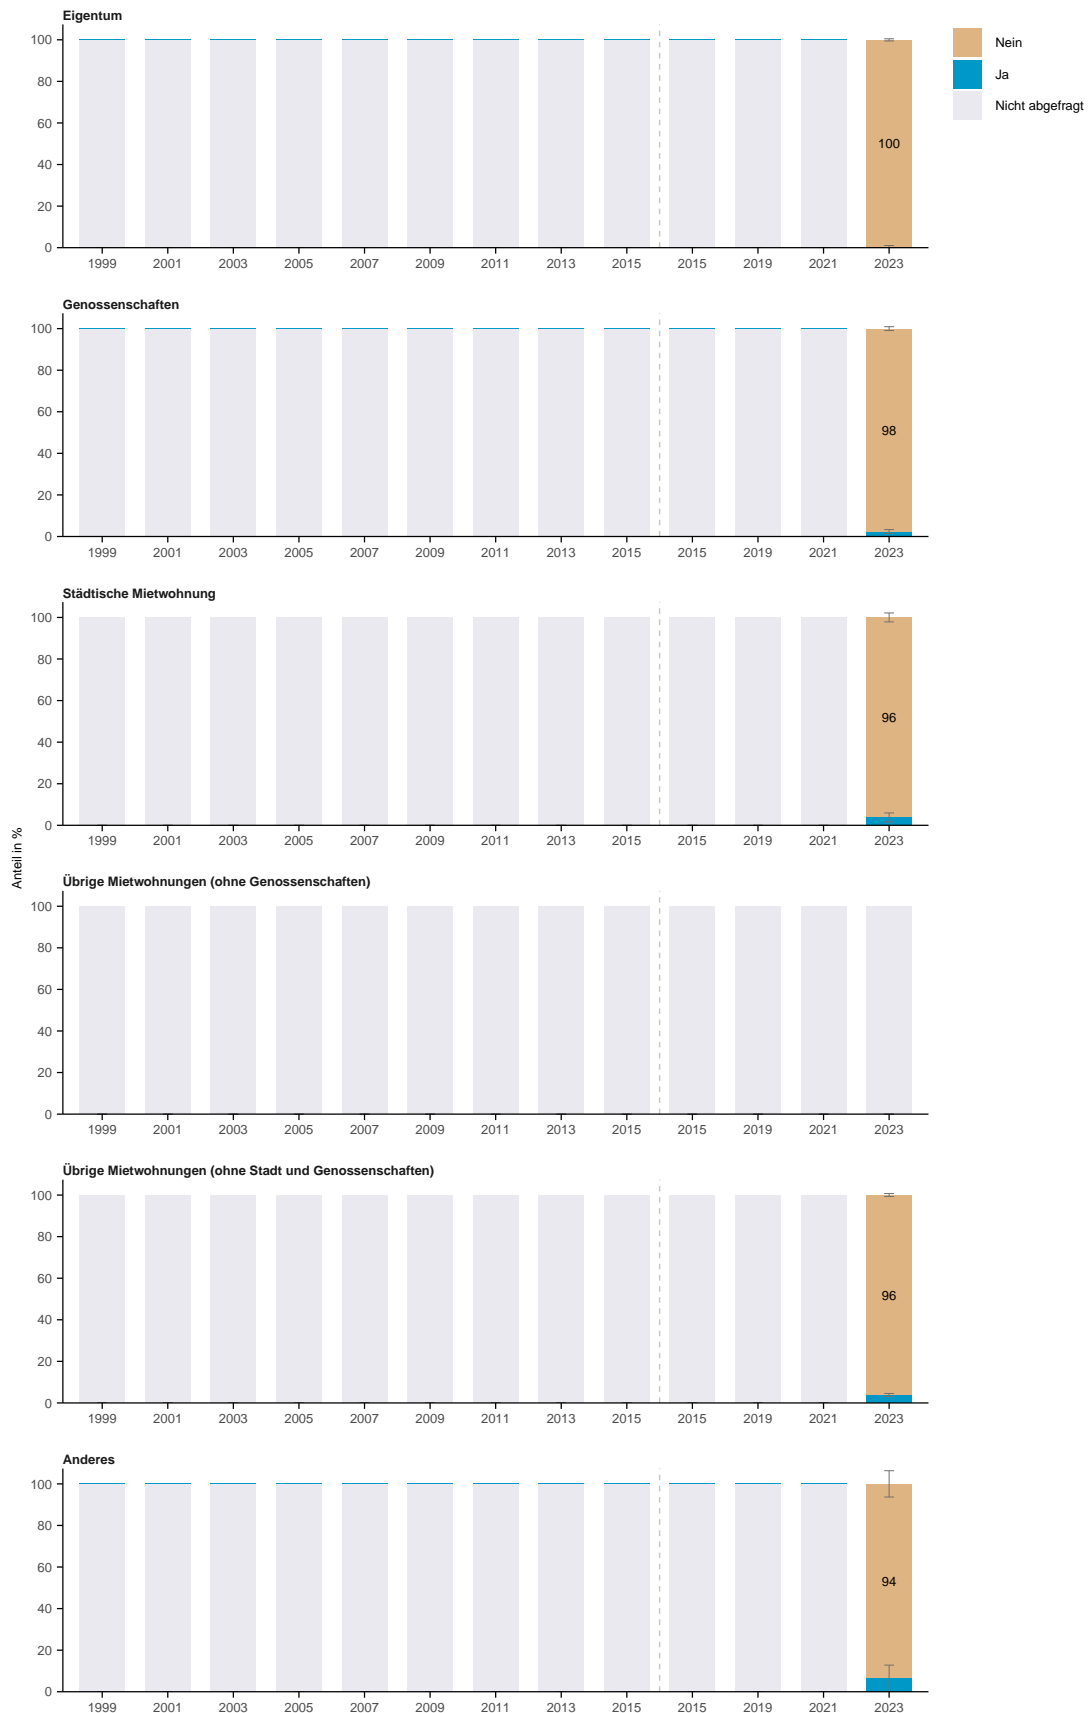 Eigentum
100
80
60
40
20
0
100
1999 2001 2003 2005 2007 2009 2011 2013 2015 2015 2019 2021 2023
Nein
Ja
Nicht abgefragt
Genossenschaften
100
80
60
40
20
0
98
1999 2001 2003 2005 2007 2009 2011 2013 2015 2015 2019 2021 2023
Städtische Mietwohnung
100
80
60
40
20
0
96
1999 2001 2003 2005 2007 2009 2011 2013 2015 2015 2019 2021 2023
Anteil in %
Übrige Mietwohnungen (ohne Genossenschaften)
100
80
60
40
20
0
1999 2001 2003 2005 2007 2009 2011 2013 2015 2015 2019 2021 2023
Übrige Mietwohnungen (ohne Stadt und Genossenschaften)
100
80
60
40
20
0
96
1999 2001 2003 2005 2007 2009 2011 2013 2015 2015 2019 2021 2023
Anderes
100
80
60
40
20
0
94
1999 2001 2003 2005 2007 2009 2011 2013 2015 2015 2019 2021 2023